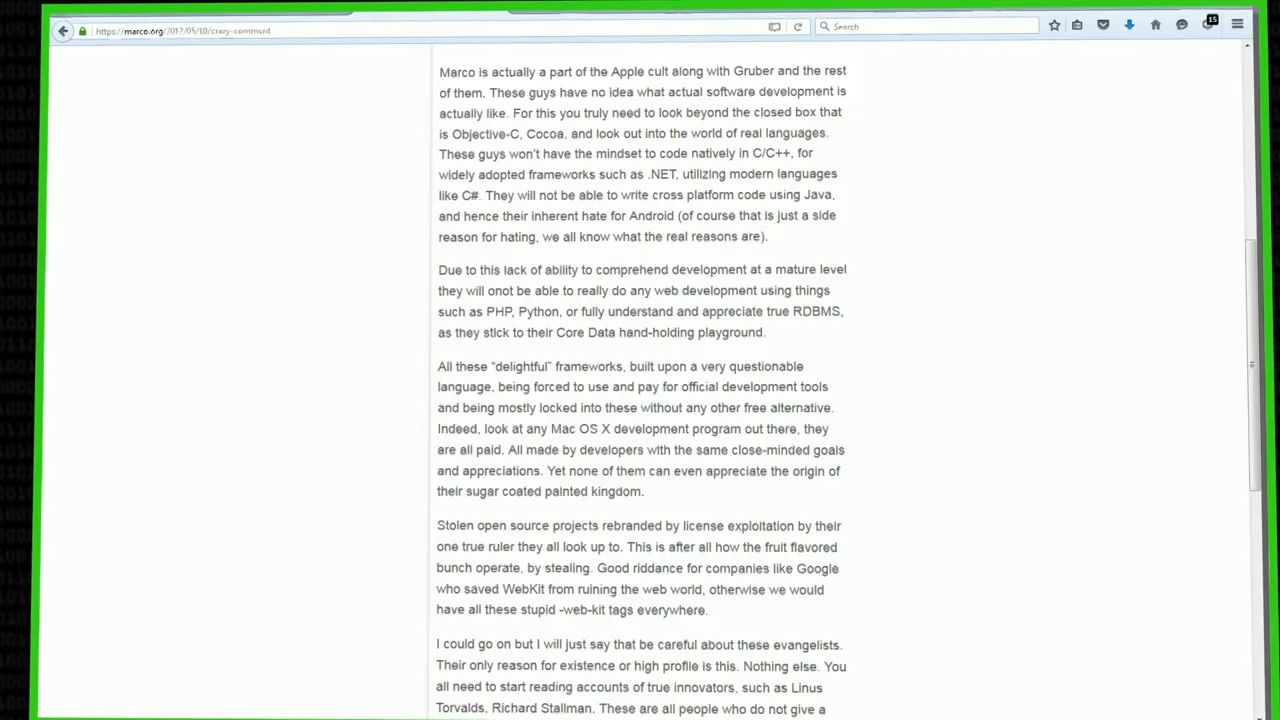 https://marco.org/2012/05/10/crazy-comment
Search
15
Marco is actually a part of the Apple cult along with Gruber and the rest
of them. These guys have no idea what actual software development is
actually like. For this you truly need to look beyond the closed box that
is Objective-C, Cocoa, and look out into the world of real languages.
These guys won't have the mindset to code natively in C/C++, for
widely adopted frameworks such as .NET, utilizing modern languages
like C#. They will not be able to write cross platform code using Java,
and hence their inherent hate for Android (of course that is just a side
reason for hating, we all know what the real reasons are).
Due to this lack of ability to comprehend development at a mature level
they will onot be able to really do any web development using things
such as PHP, Python, or fully understand and appreciate true RDBMS,
as they stick to their Core Data hand-holding playground.
All these “delightful” frameworks, built upon a very questionable
language, being forced to use and pay for official development tools
and being mostly locked into these without any other free alternative.
Indeed, look at any Mac OS X development program out there, they
are all paid. All made by developers with the same close-minded goals
and appreciations. Yet none of them can even appreciate the origin of
their sugar coated painted kingdom.
Stolen open source projects rebranded by license exploitation by their
one true ruler they all look up to. This is after all how the fruit flavored
bunch operate, by stealing. Good riddance for companies like Google
who saved WebKit from ruining the web world, otherwise we would
have all these stupid -web-kit tags everywhere.
I could go on but I will just say that be careful about these evangelists.
Their only reason for existence or high profile is this. Nothing else. You
all need to start reading accounts of true innovators, such as Linus
Torvalds, Richard Stallman. These are all people who do not give a